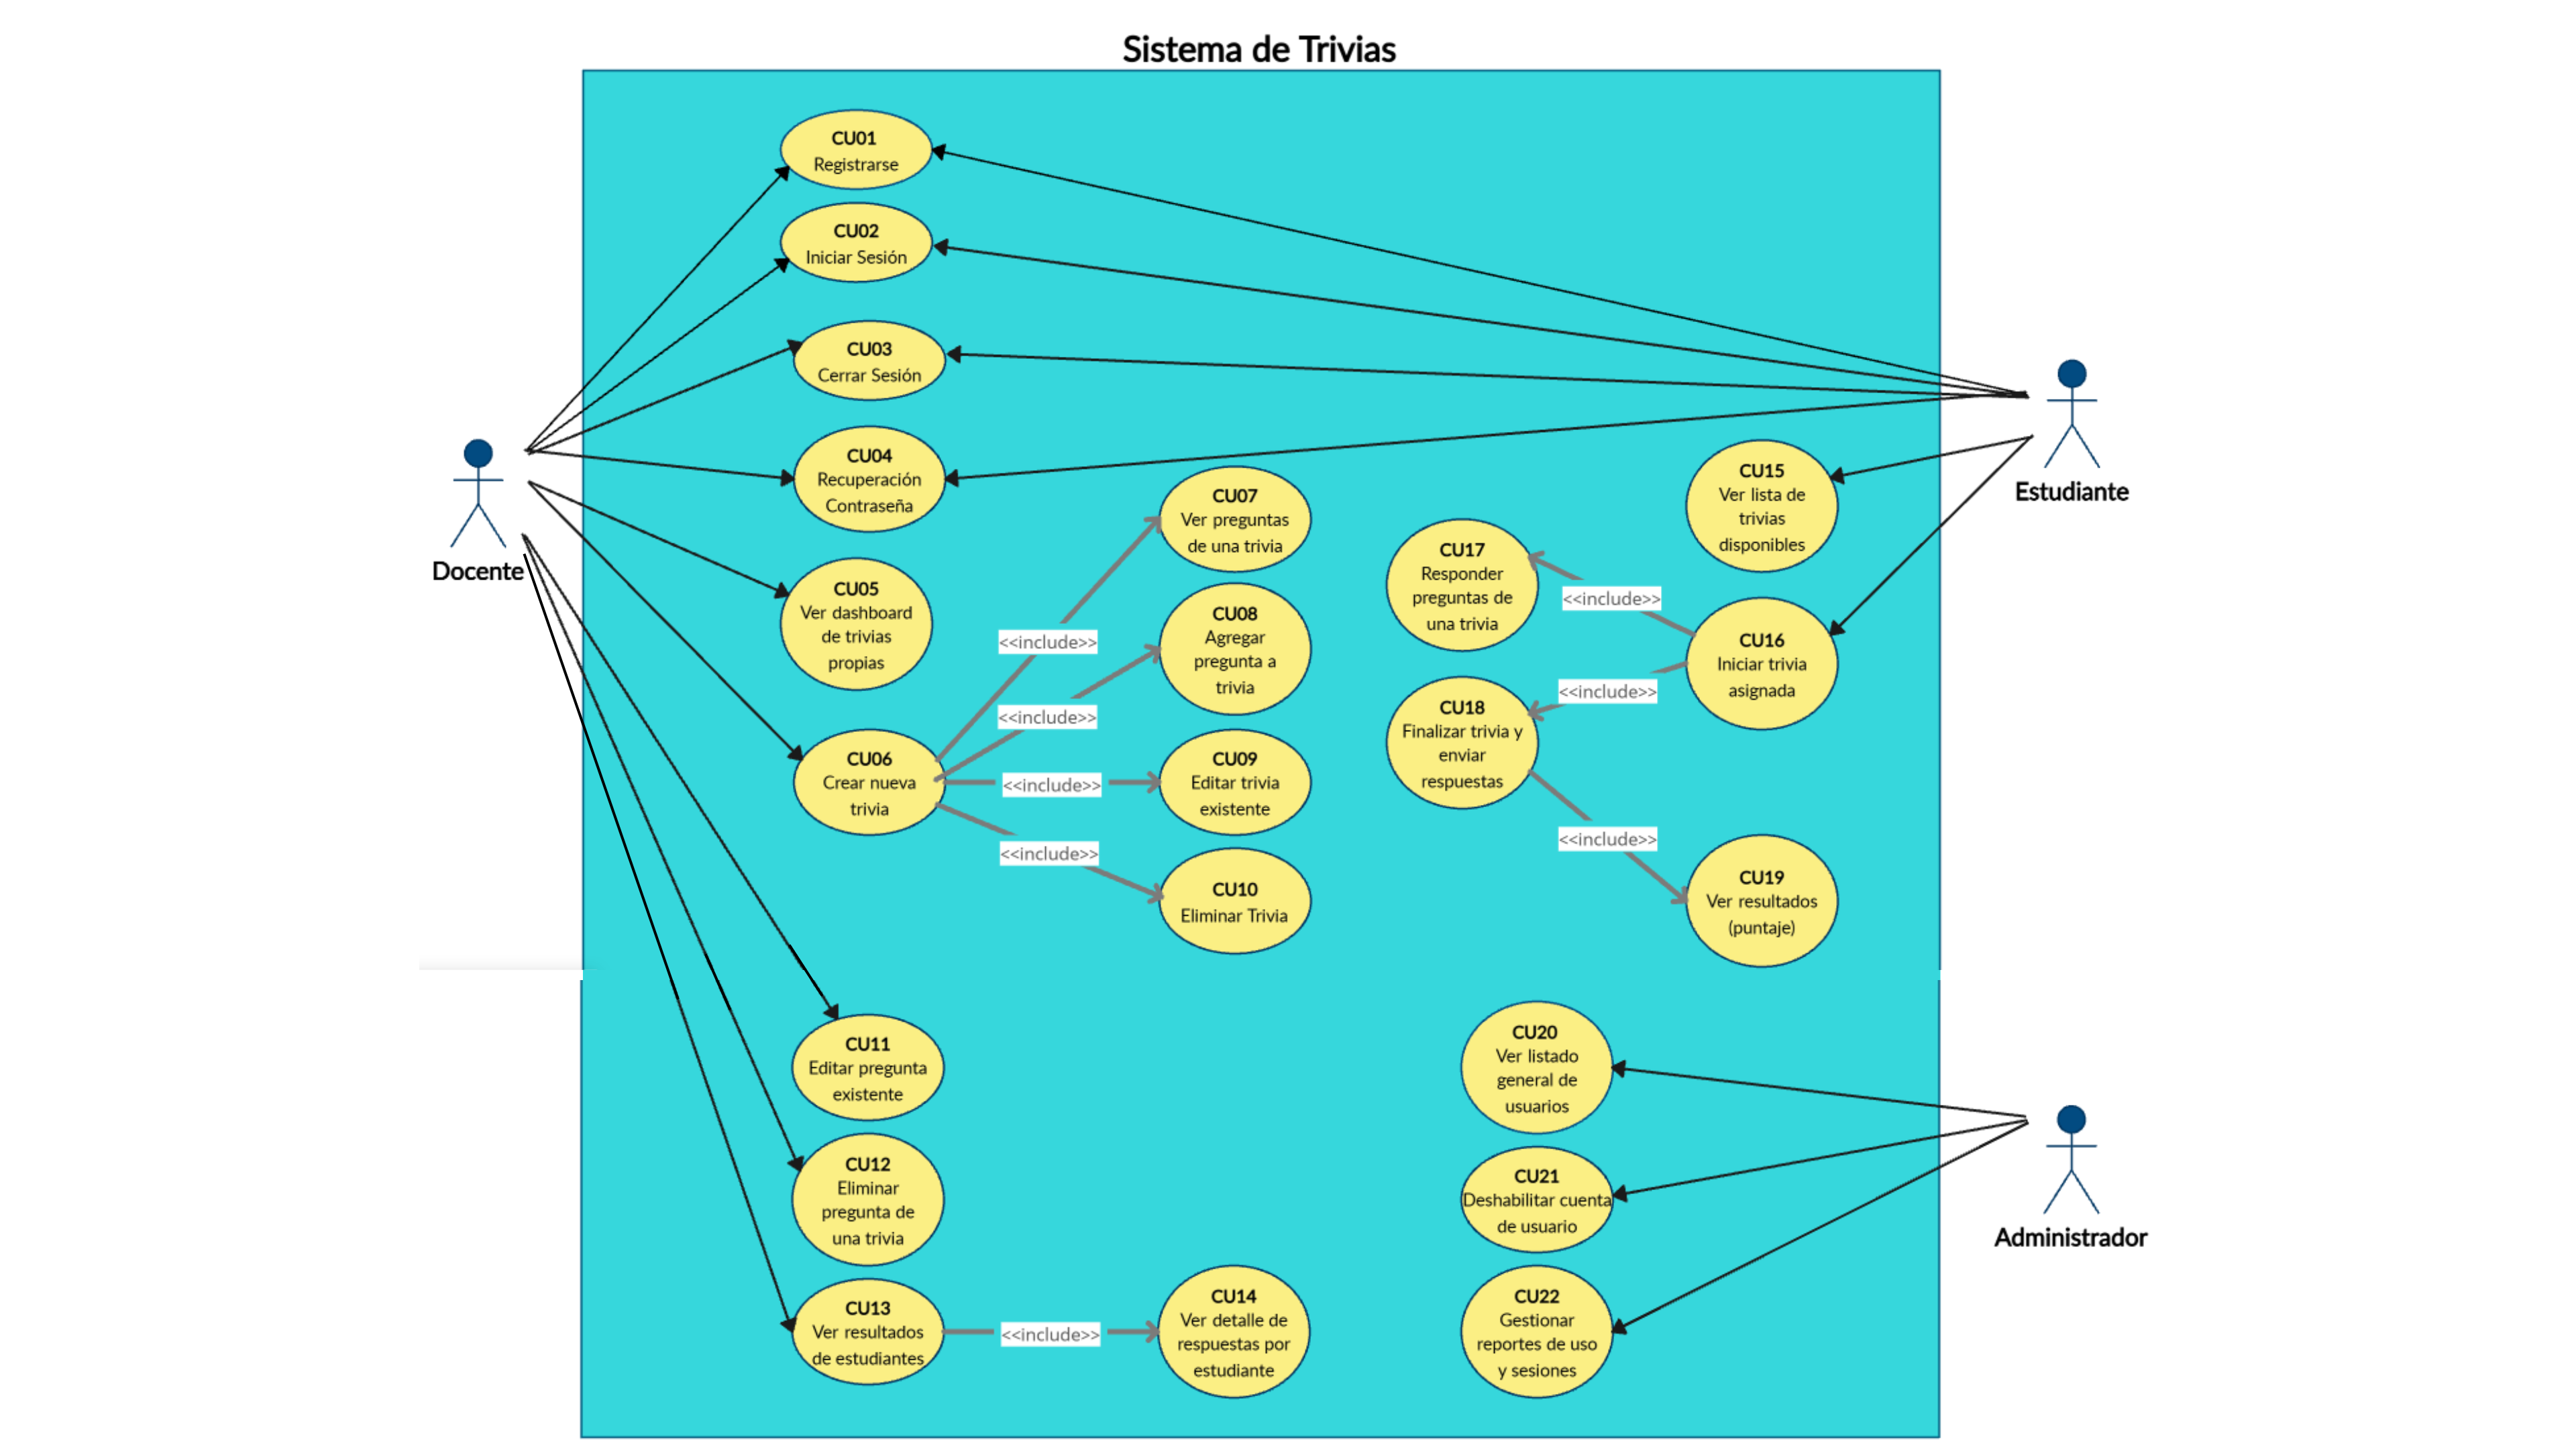 Sistema de Trivias
CU01
Registrarse
CU02
Iniciar Sesión
CU03
Cerrar Sesión
CU04
Recuperación
Contraseña
CU05
Ver dashboard
de trivias
propias
CU06
Crear nueva
trivia
<<include>>
<<include>>
<<include>>
<<include>>
CU07
Ver preguntas
de una trivia
CU08
Agregar
pregunta a
trivia
CU09
Editar trivia
existente
CU10
Eliminar Trivia
CU11
Editar pregunta
existente
CU12
Eliminar
pregunta de
una trivia
CU13
Ver resultados
de estudiantes
<<include>>
CU14
Ver detalle de
respuestas por
estudiante
CU15
Ver lista de
trivias
disponibles
CU16
Iniciar trivia
asignada
<<include>>
<<include>>
CU17
Responder
preguntas de
una trivia
CU18
Finalizar trivia y
enviar
respuestas
<<include>>
CU19
Ver resultados
(puntaje)
CU20
Ver listado
general de
usuarios
CU21
Deshabilitar cuenta
de usuario
CU22
Gestionar
reportes de uso
y sesiones
Docente
Estudiante
Administrador